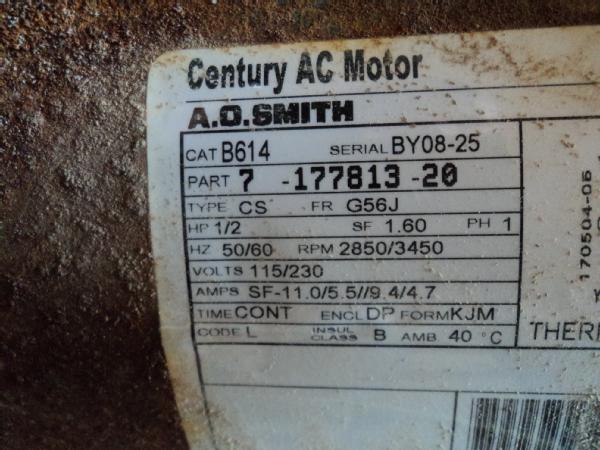 Century AC Motor
A.O.SMITH
CAT B614 SERIAL BY08-25
PART 7 -177813-20
TYPE CS FR G56J
HP 1/2 SF 1.60 PH 1
HZ 50/60 RPM 2850/3450
VOLTS 115/230
AMPS SF-11.0/5.5//9.4/4.7
TIME CONT ENCL DP FORM KJM
CODE L INSUL CLASS B AMB 40 °C
170504-05